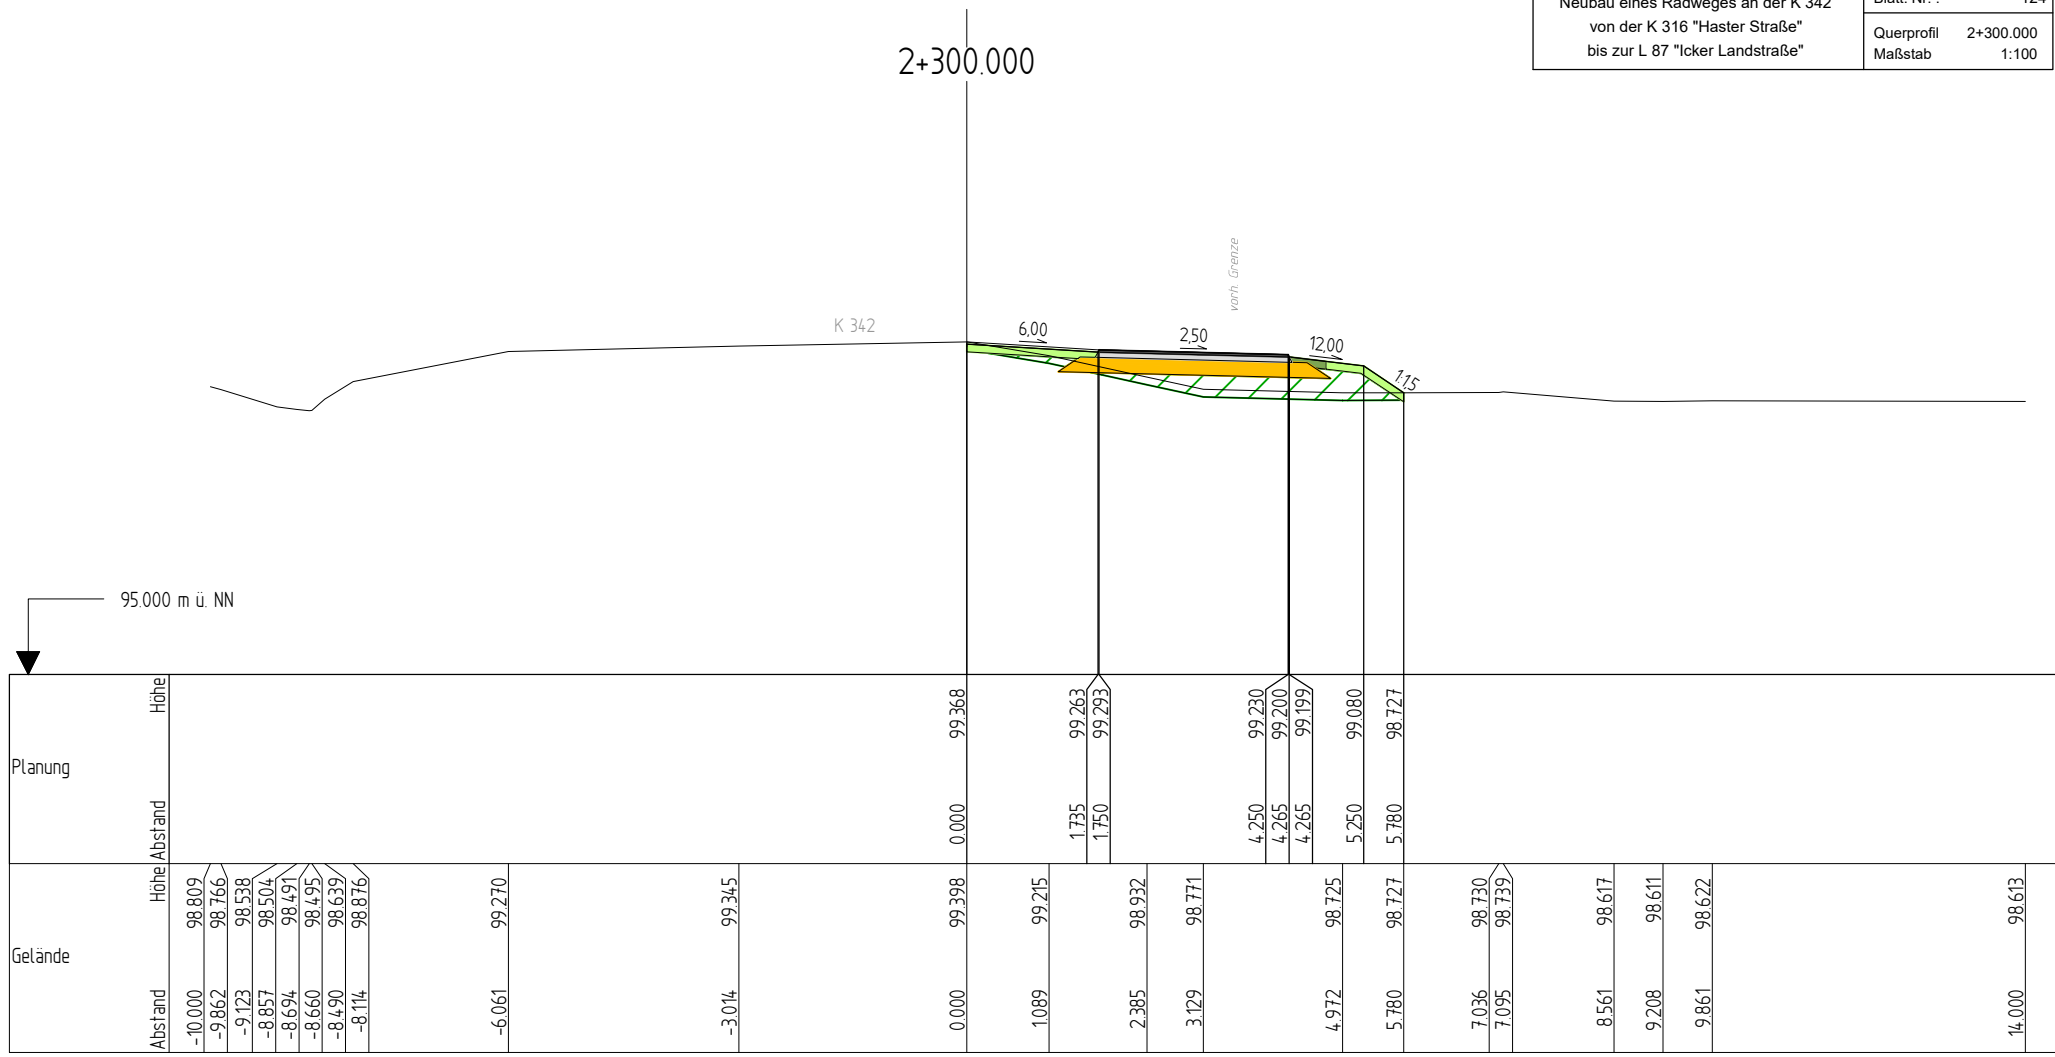 Neubau eines Radweges an der K 342
von der K 316 "Haster Straße"
bis zur L 87 "Icker Landstraße"
Blatt. Nr. : 124
Querprofil 2+300.000
Maßstab 1:100
2+300.000
vorh. Grenze
K 342
6,00
2,50
12,00
1:1,5
95.000 m ü. NN
Planung
Höhe
99.368 99.263 99.293 99.230 99.200 99.199 99.080 98.727
Abstand
0.000 1.735 1.750 4.250 4.265 4.265 5.250 5.780
Gelände
Höhe
98.809 98.766 98.538 98.504 98.491 98.495 98.639 98.876 99.270 99.345 99.398 99.215 98.932 98.771 98.725 98.727 98.730 98.739 98.617 98.611 98.622 98.613
Abstand
-10.000 -9.862 -9.123 -8.857 -8.694 -8.660 -8.490 -8.114 -6.061 -3.014 0.000 1.089 2.385 3.129 4.972 5.780 7.036 7.095 8.561 9.208 9.861 14.000